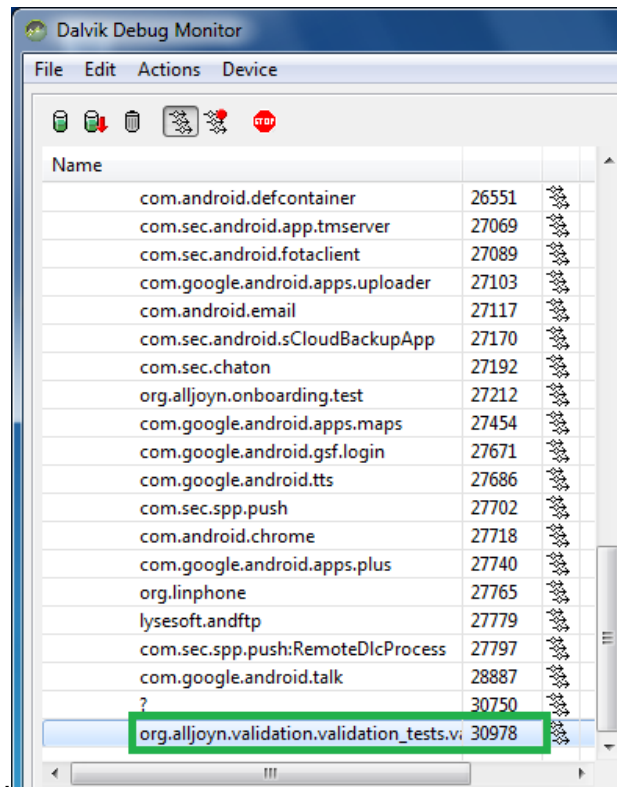 Dalvik Debug Monitor
File Edit Actions Device
STOP
Name
com.android.defcontainer 26551
com.sec.android.app.tmserver 27069
com.sec.android.fotaclient 27089
com.google.android.apps.uploader 27103
com.android.email 27117
com.sec.android.sCloudBackupApp 27170
com.sec.chaton 27192
org.alljoyn.onboarding.test 27212
com.google.android.apps.maps 27454
com.google.android.gsf.login 27671
com.google.android.tts 27686
com.sec.spp.push 27702
com.android.chrome 27718
com.google.android.apps.plus 27740
org.linphone 27765
lysesoft.andftp 27779
com.sec.spp.push:RemoteDlcProcess 27797
com.google.android.talk 28887
? 30750
org.alljoyn.validation.validation_tests.va 30978